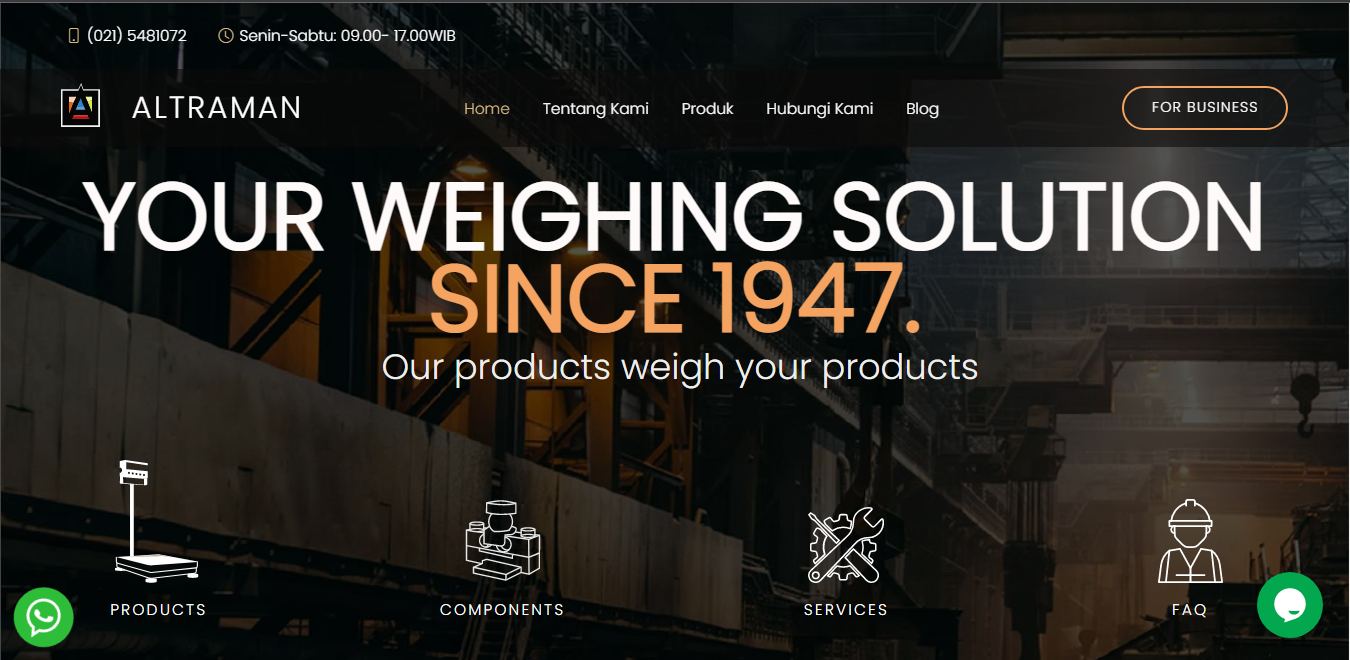 (021) 5481072 Senin-Sabtu: 09.00- 17.00WIB
ALTRAMAN Home Tentang Kami Produk Hubungi Kami Blog FOR BUSINESS
YOUR WEIGHING SOLUTION
SINCE 1947.
Our products weigh your products
PRODUCTS COMPONENTS SERVICES FAQ